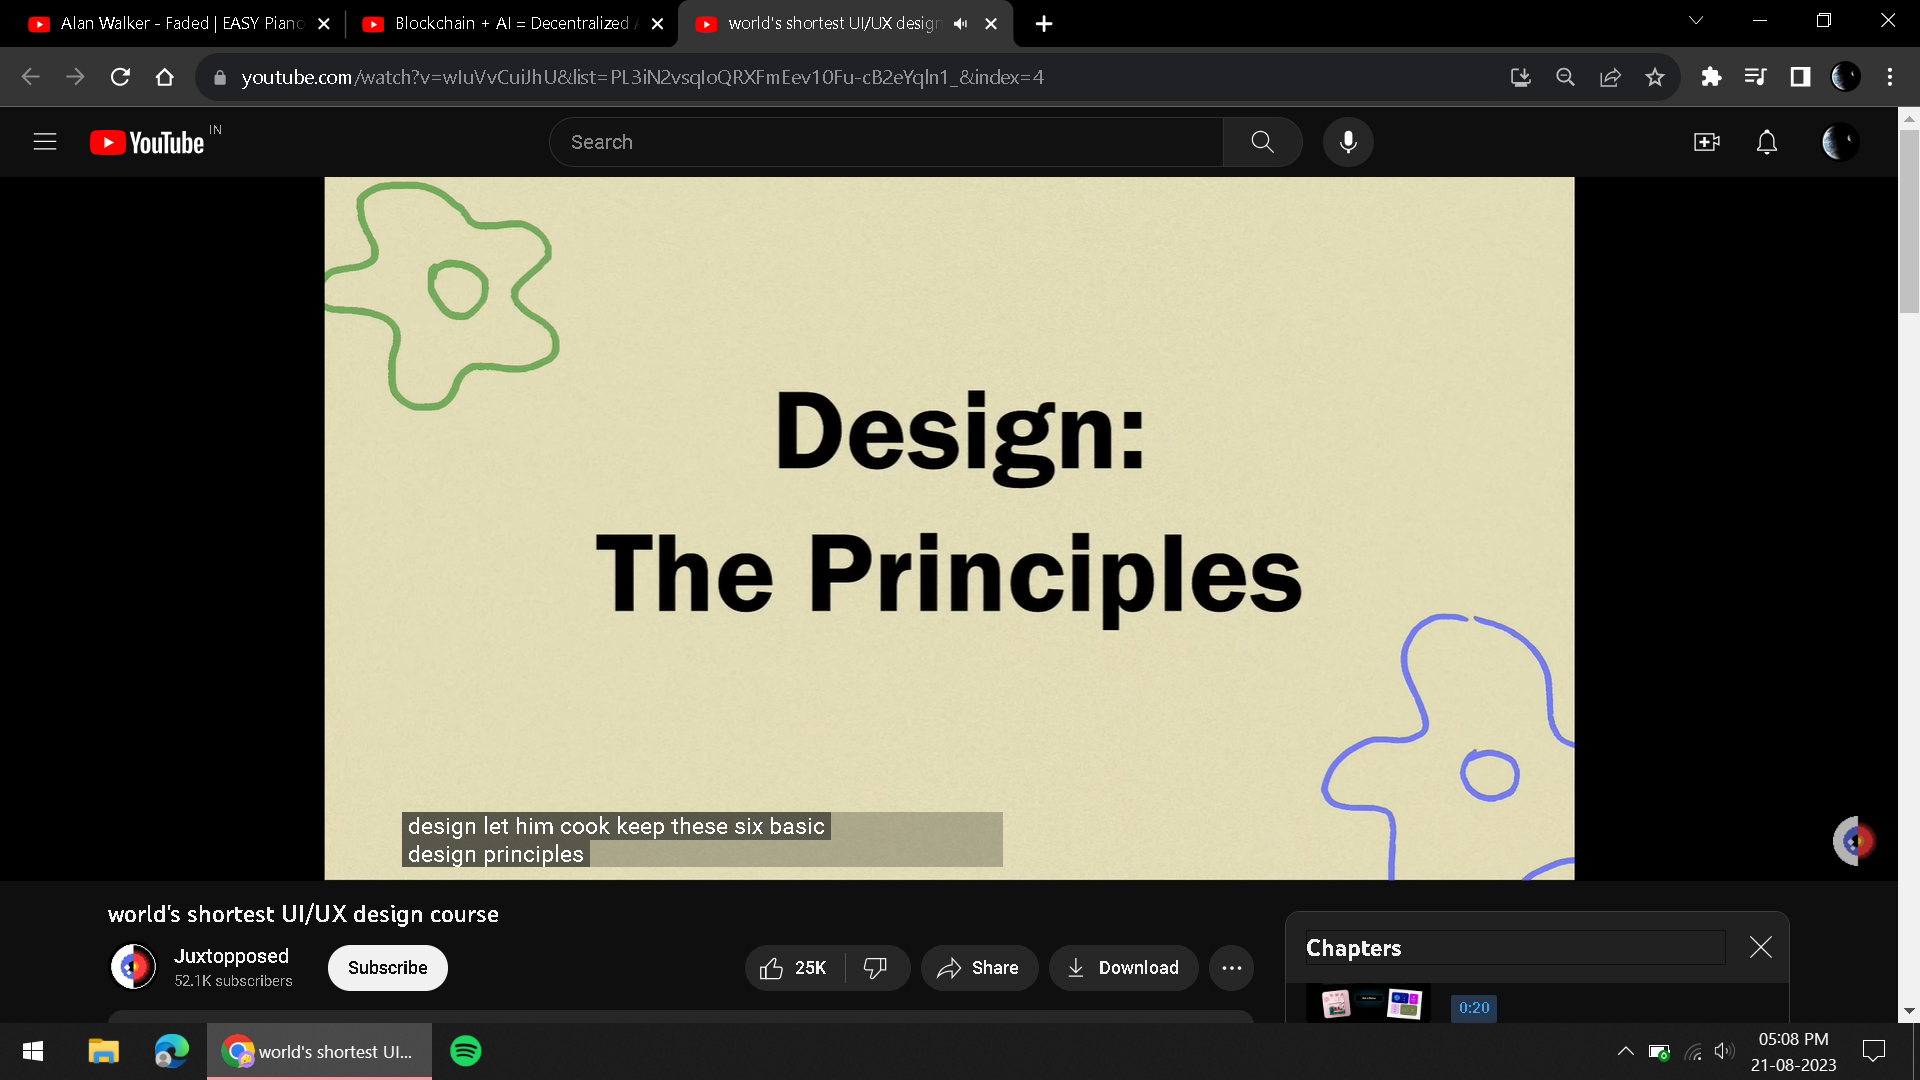 Alan Walker - Faded | EASY Piano
Blockchain + AI = Decentralized
world's shortest UI/UX design
youtube.com/watch?v=wIuVvCuiJhU&list=PL3iN2vsqIoQRXFmEev10Fu-cB2eYqln1_&index=4
YouTube IN
Search
Design:
The Principles
design let him cook keep these six basic
design principles
world's shortest UI/UX design course
Juxtopposed
52.1K subscribers
Subscribe
25K
Share
Download
Chapters
0:20
world's shortest UI...
05:08 PM
21-08-2023